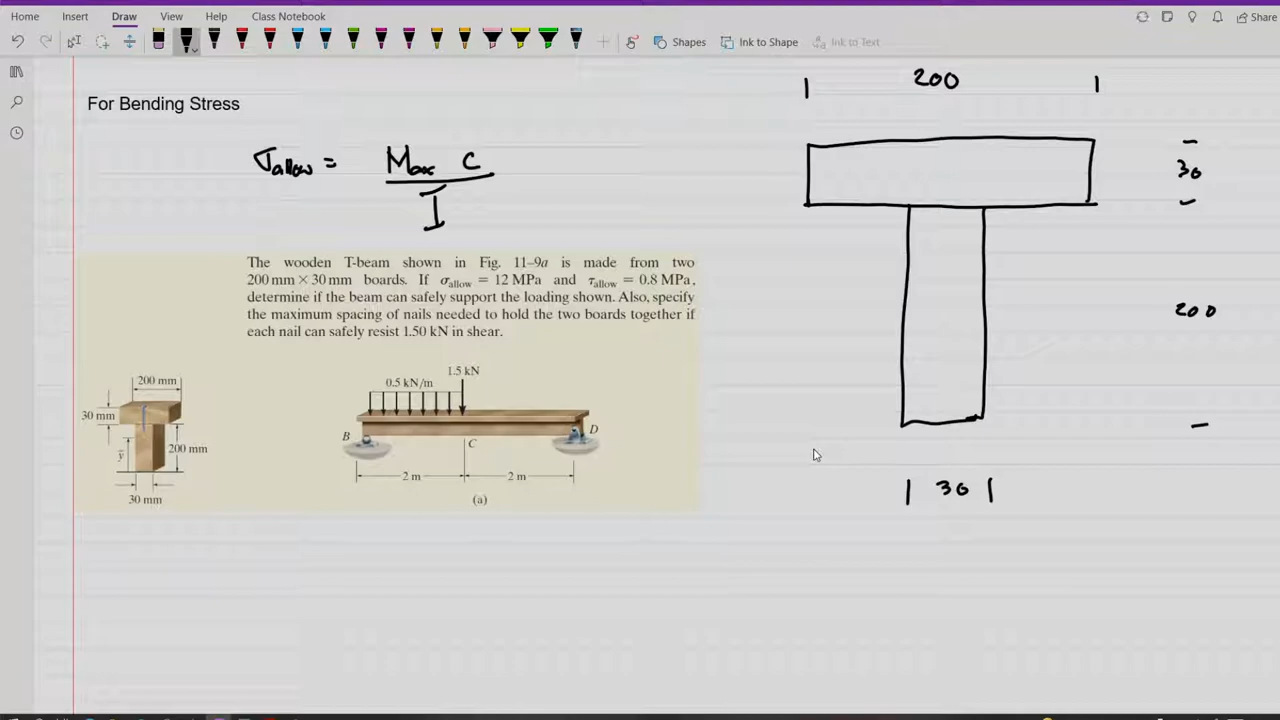 Home Insert Draw View Help Class Notebook
Share
Shapes Ink to Shape Ink to Text
For Bending Stress
σallow = Max C
I
200
30
200
30
The wooden T-beam shown in Fig. 11–9a is made from two
200 mm × 30 mm boards. If σallow = 12 MPa and τallow = 0.8 MPa,
determine if the beam can safely support the loading shown. Also, specify
the maximum spacing of nails needed to hold the two boards together if
each nail can safely resist 1.50 kN in shear.
200 mm
30 mm
200 mm
y̅
30 mm
1.5 kN
0.5 kN/m
B
C
D
2 m
2 m
(a)